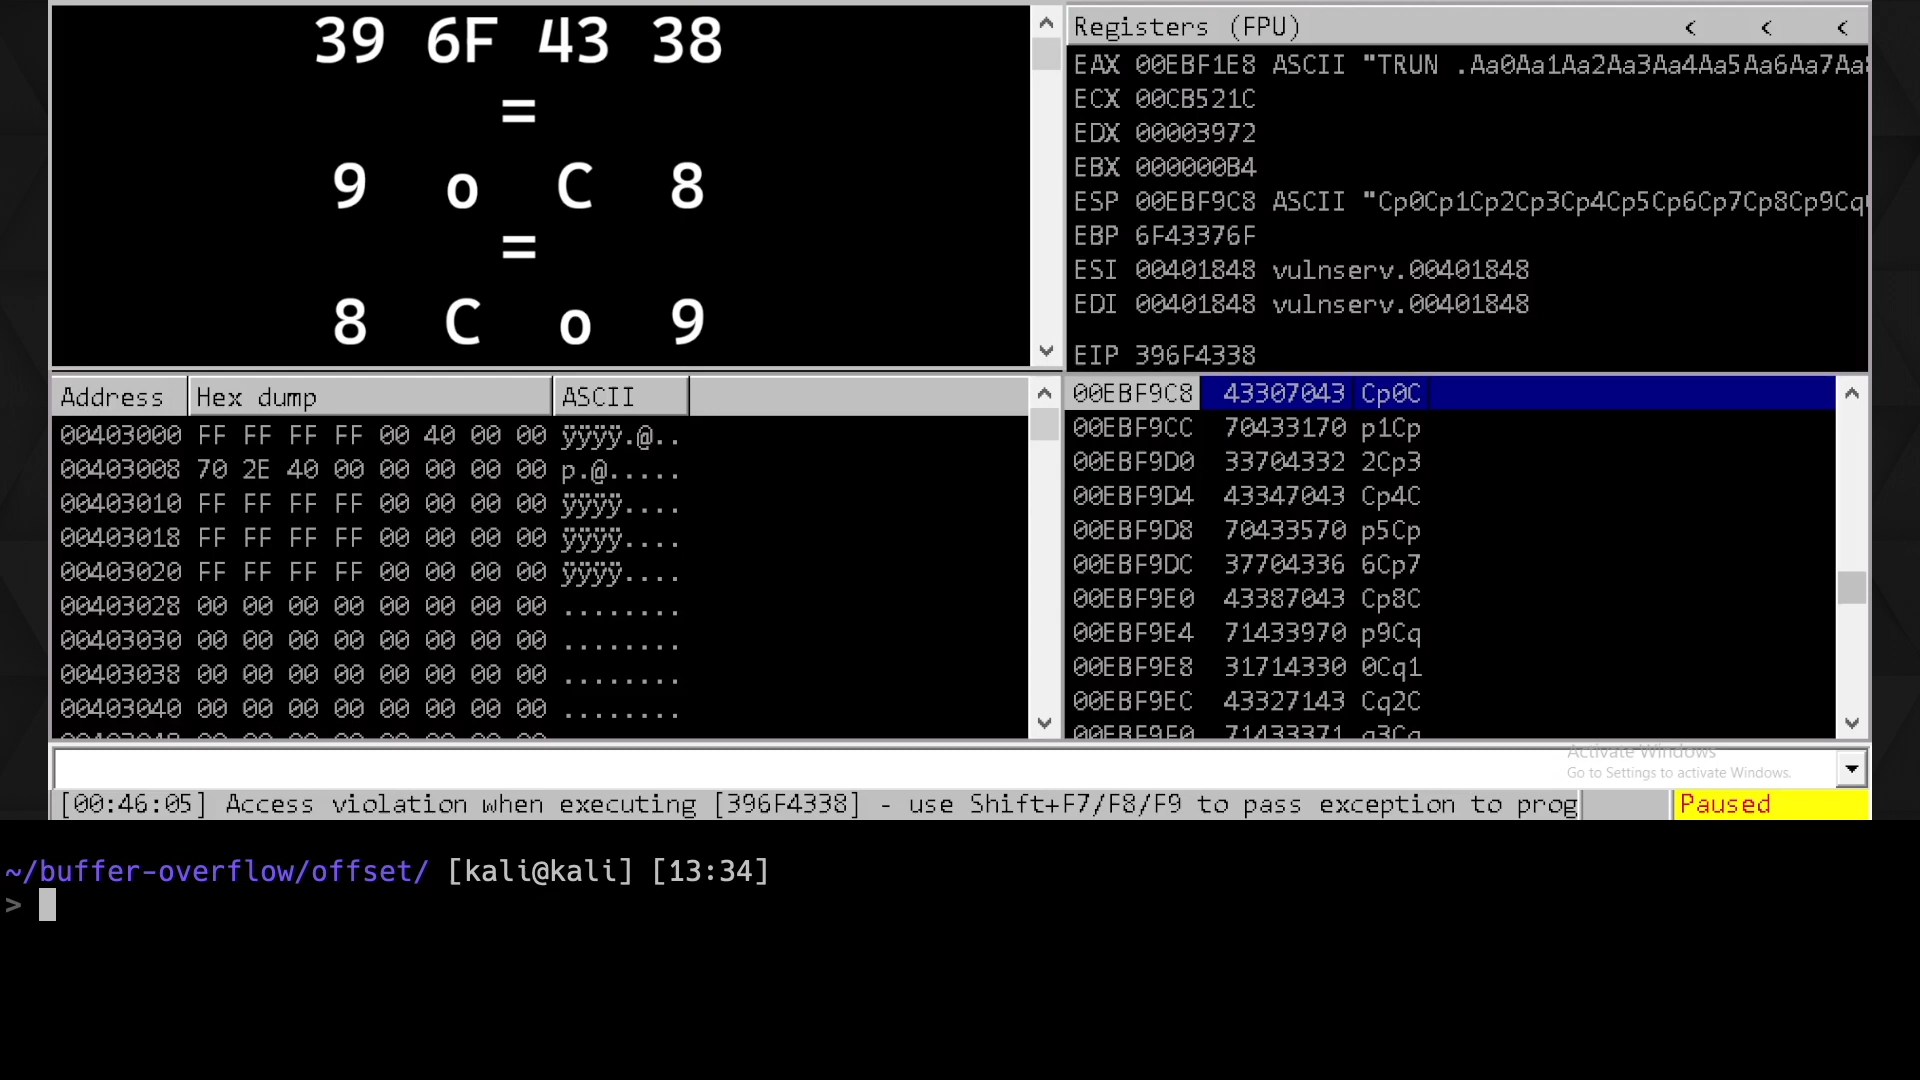 39 6F 43 38
=
9 o C 8
=
8 C o 9
Registers (FPU) < < <
EAX 00EBF1E8 ASCII "TRUN .Aa0Aa1Aa2Aa3Aa4Aa5Aa6Aa7Aa8
ECX 00CB521C
EDX 00003972
EBX 000000B4
ESP 00EBF9C8 ASCII "Cp0Cp1Cp2Cp3Cp4Cp5Cp6Cp7Cp8Cp9Cq
EBP 6F43376F
ESI 00401848 vulnserv.00401848
EDI 00401848 vulnserv.00401848
EIP 396F4338
Address Hex dump ASCII
00403000 FF FF FF FF 00 40 00 00 ÿÿÿÿ.@..
00403008 70 2E 40 00 00 00 00 00 p.@.....
00403010 FF FF FF FF 00 00 00 00 ÿÿÿÿ....
00403018 FF FF FF FF 00 00 00 00 ÿÿÿÿ....
00403020 FF FF FF FF 00 00 00 00 ÿÿÿÿ....
00403028 00 00 00 00 00 00 00 00 ........
00403030 00 00 00 00 00 00 00 00 ........
00403038 00 00 00 00 00 00 00 00 ........
00403040 00 00 00 00 00 00 00 00 ........
00EBF9C8 43307043 Cp0C
00EBF9CC 70433170 p1Cp
00EBF9D0 33704332 2Cp3
00EBF9D4 43347043 Cp4C
00EBF9D8 70433570 p5Cp
00EBF9DC 37704336 6Cp7
00EBF9E0 43387043 Cp8C
00EBF9E4 71433970 p9Cq
00EBF9E8 31714330 0Cq1
00EBF9EC 43327143 Cq2C
00EBF9F0 71433371 q3Cq
Activate Windows
Go to Settings to activate Windows.
[00:46:05] Access violation when executing [396F4338] - use Shift+F7/F8/F9 to pass exception to prog
Paused
~/buffer-overflow/offset/ [kali@kali] [13:34]
>